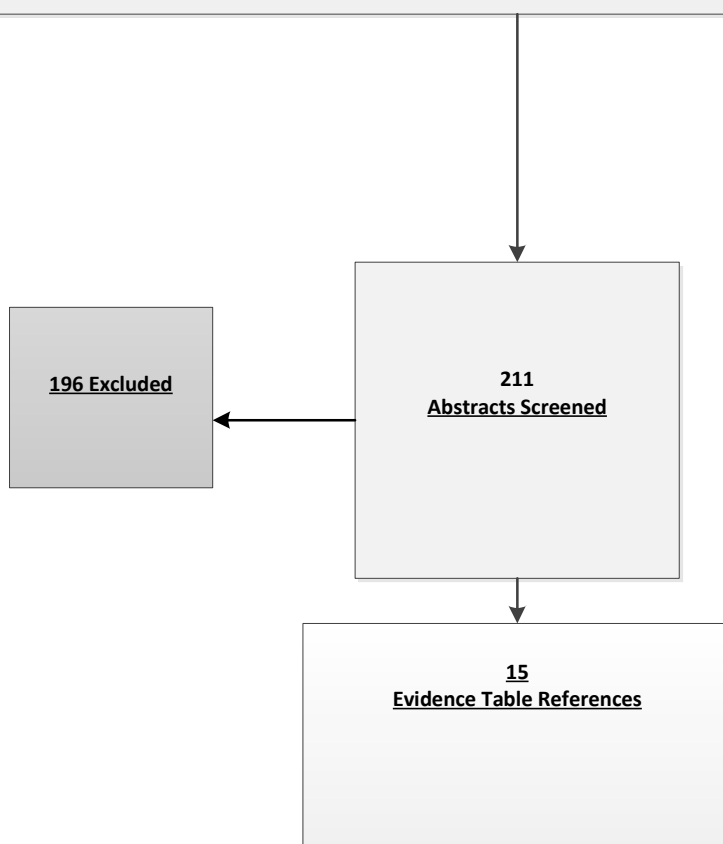 196 Excluded
211
Abstracts Screened
15
Evidence Table References